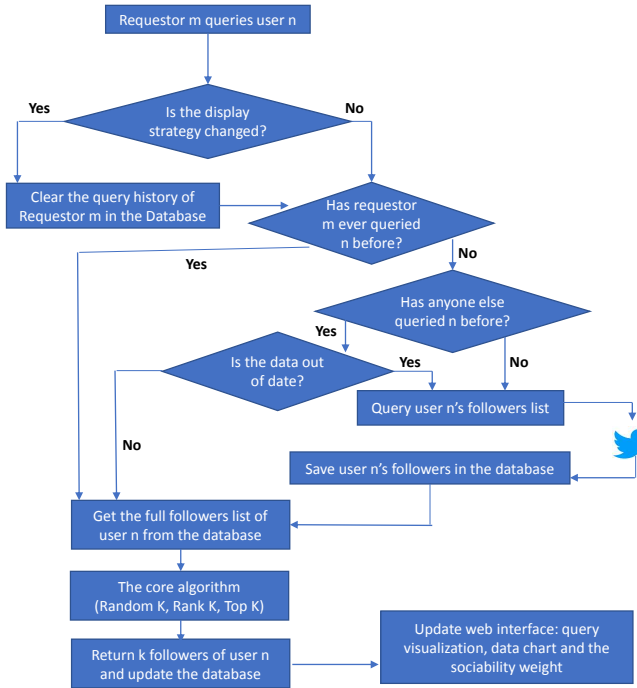 Requestor m queries user n
Yes
No
Is the display
strategy changed?
Clear the query history of
Requestor m in the Database
Has requestor
m ever queried
n before?
Yes
No
Has anyone else
queried n before?
Yes
No
Is the data out
of date?
Yes
No
Query user n's followers list
Save user n's followers in the database
Get the full followers list of
user n from the database
The core algorithm
(Random K, Rank K, Top K)
Return k followers of user n
and update the database
Update web interface: query
visualization, data chart and the
sociability weight